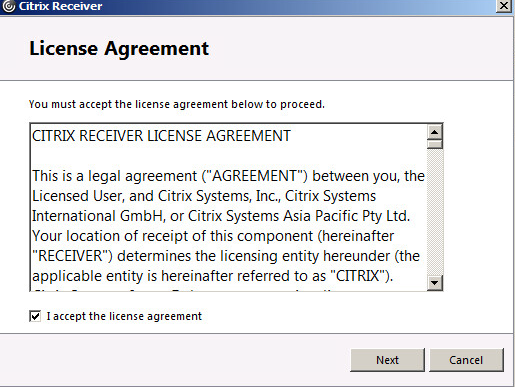 Citrix Receiver
License Agreement
You must accept the license agreement below to proceed.
CITRIX RECEIVER LICENSE AGREEMENT
This is a legal agreement ("AGREEMENT") between you, the
Licensed User, and Citrix Systems, Inc., Citrix Systems
International GmbH, or Citrix Systems Asia Pacific Pty Ltd.
Your location of receipt of this component (hereinafter
"RECEIVER") determines the licensing entity hereunder (the
applicable entity is hereinafter referred to as "CITRIX").
I accept the license agreement
Next
Cancel